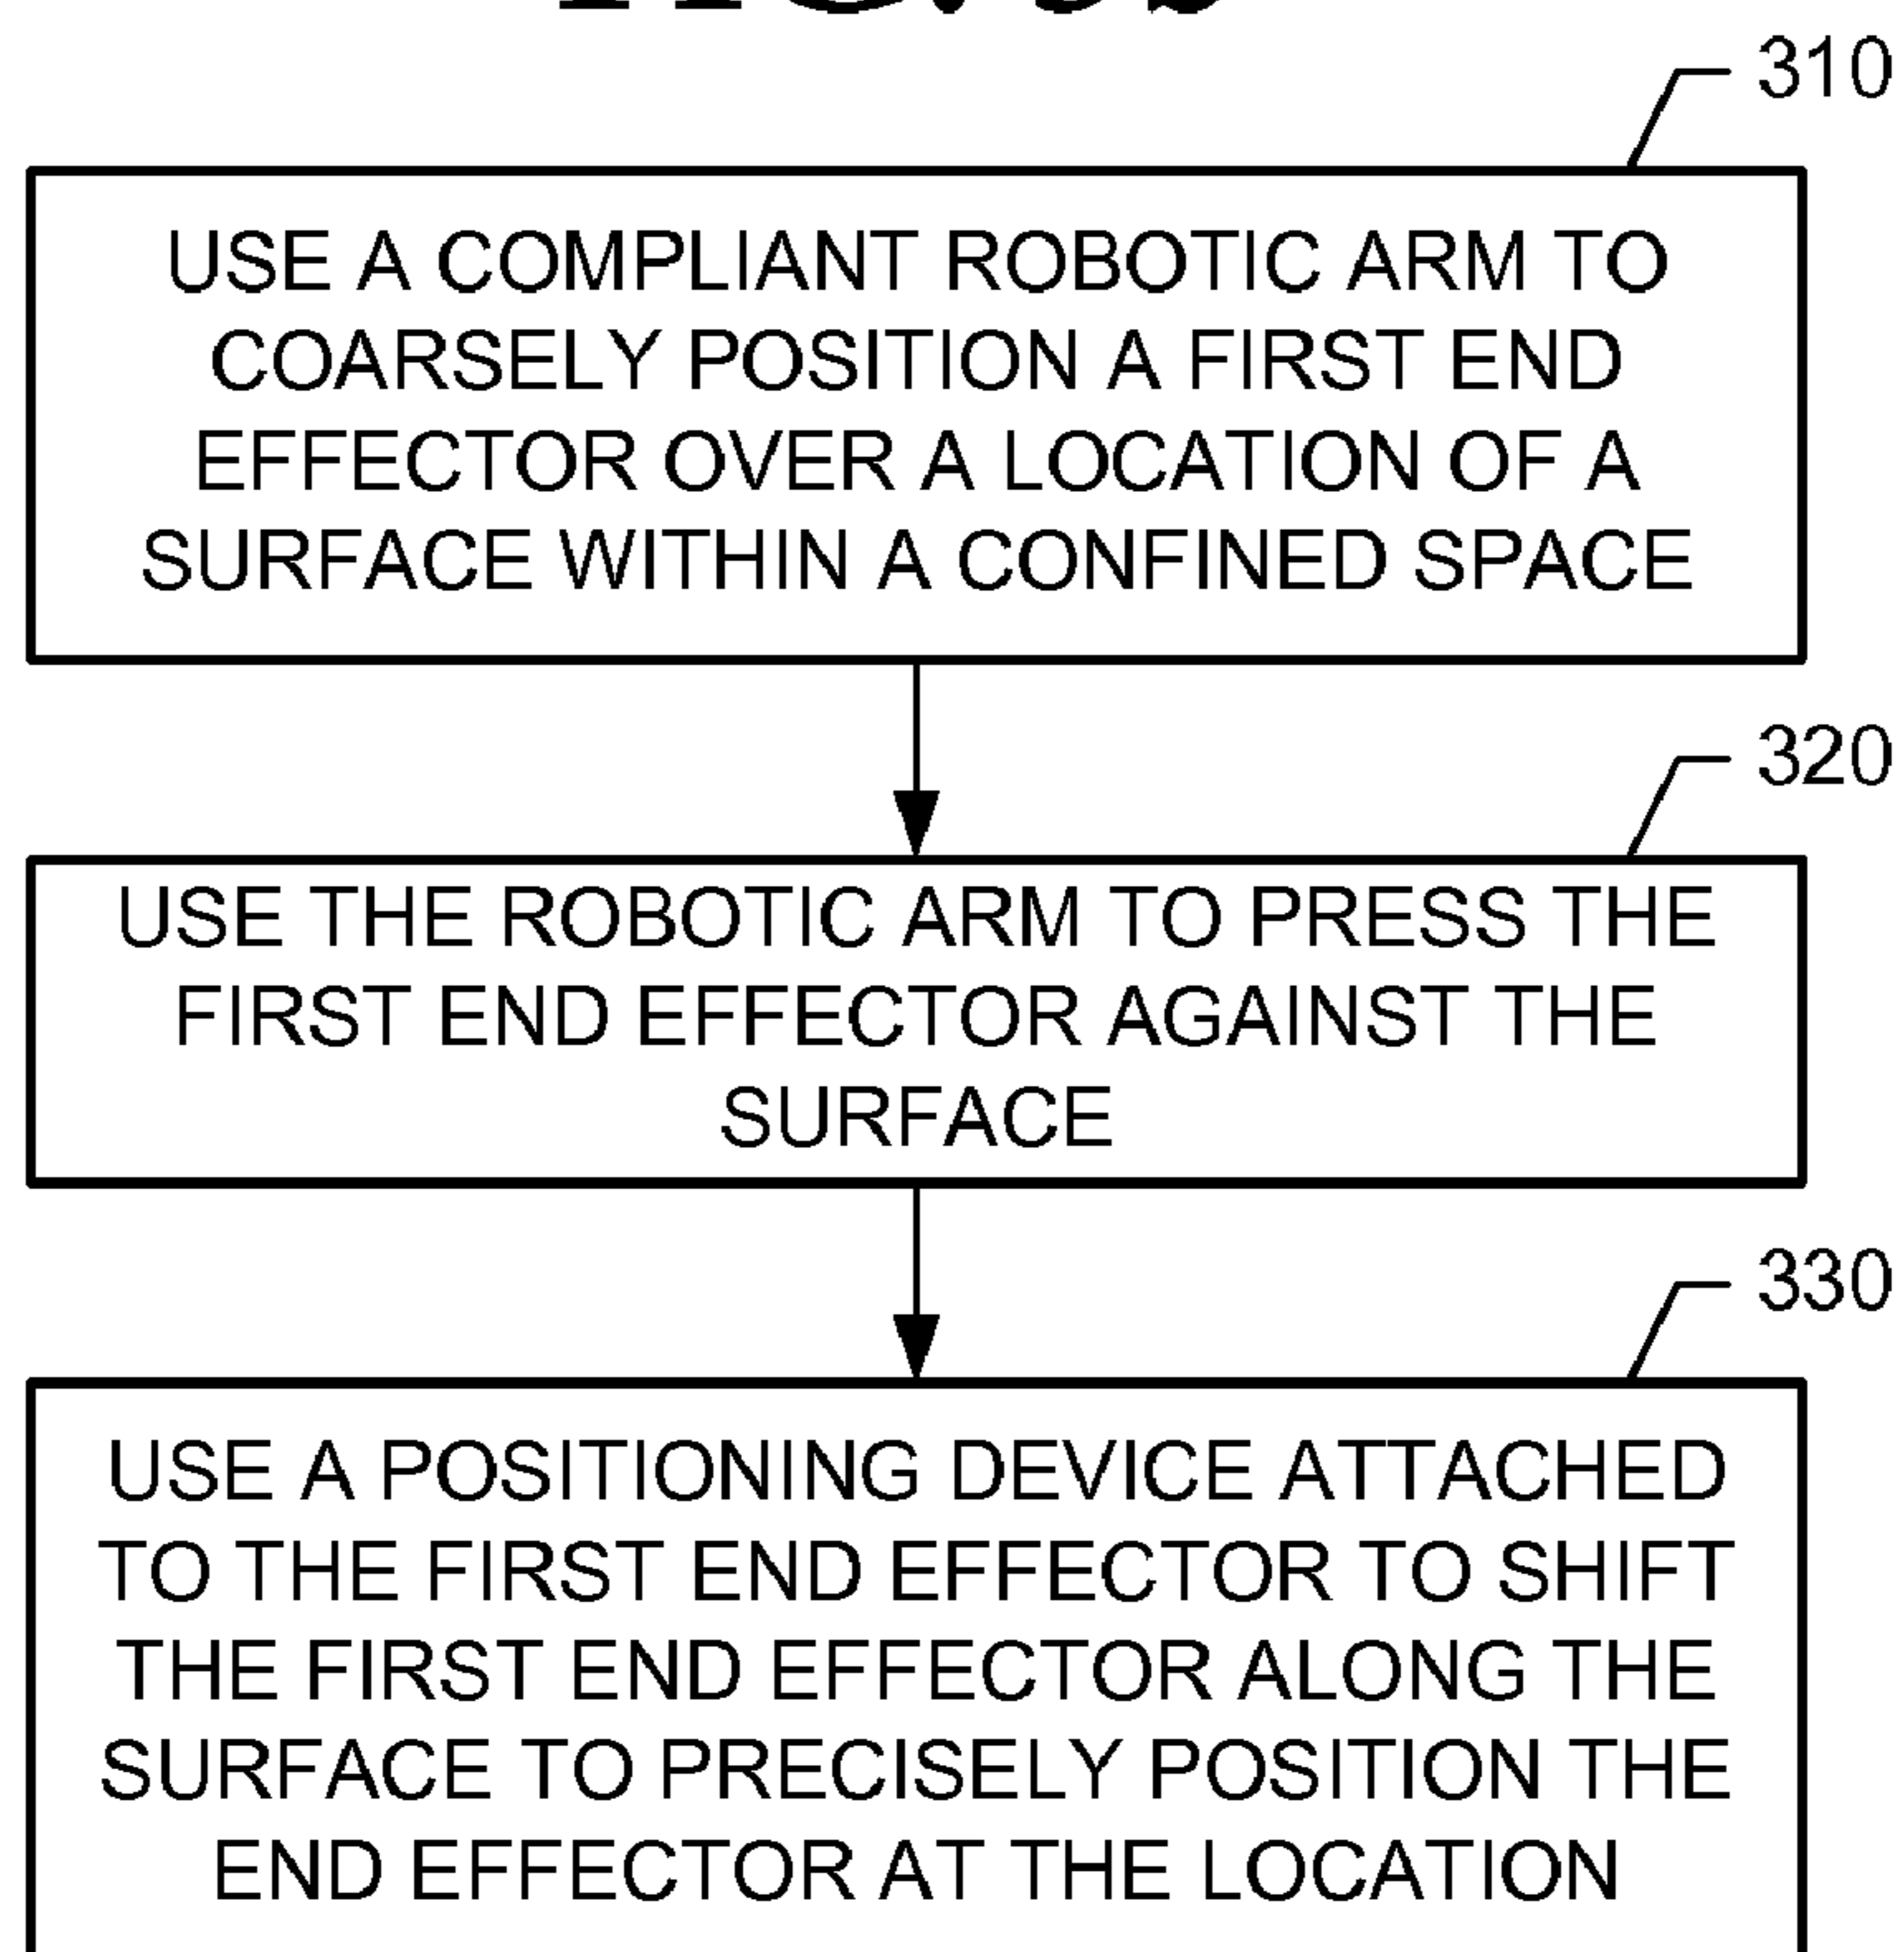 310
USE A COMPLIANT ROBOTIC ARM TO
COARSELY POSITION A FIRST END
EFFECTOR OVER A LOCATION OF A
SURFACE WITHIN A CONFINED SPACE
320
USE THE ROBOTIC ARM TO PRESS THE
FIRST END EFFECTOR AGAINST THE
SURFACE
330
USE A POSITIONING DEVICE ATTACHED
TO THE FIRST END EFFECTOR TO SHIFT
THE FIRST END EFFECTOR ALONG THE
SURFACE TO PRECISELY POSITION THE
END EFFECTOR AT THE LOCATION